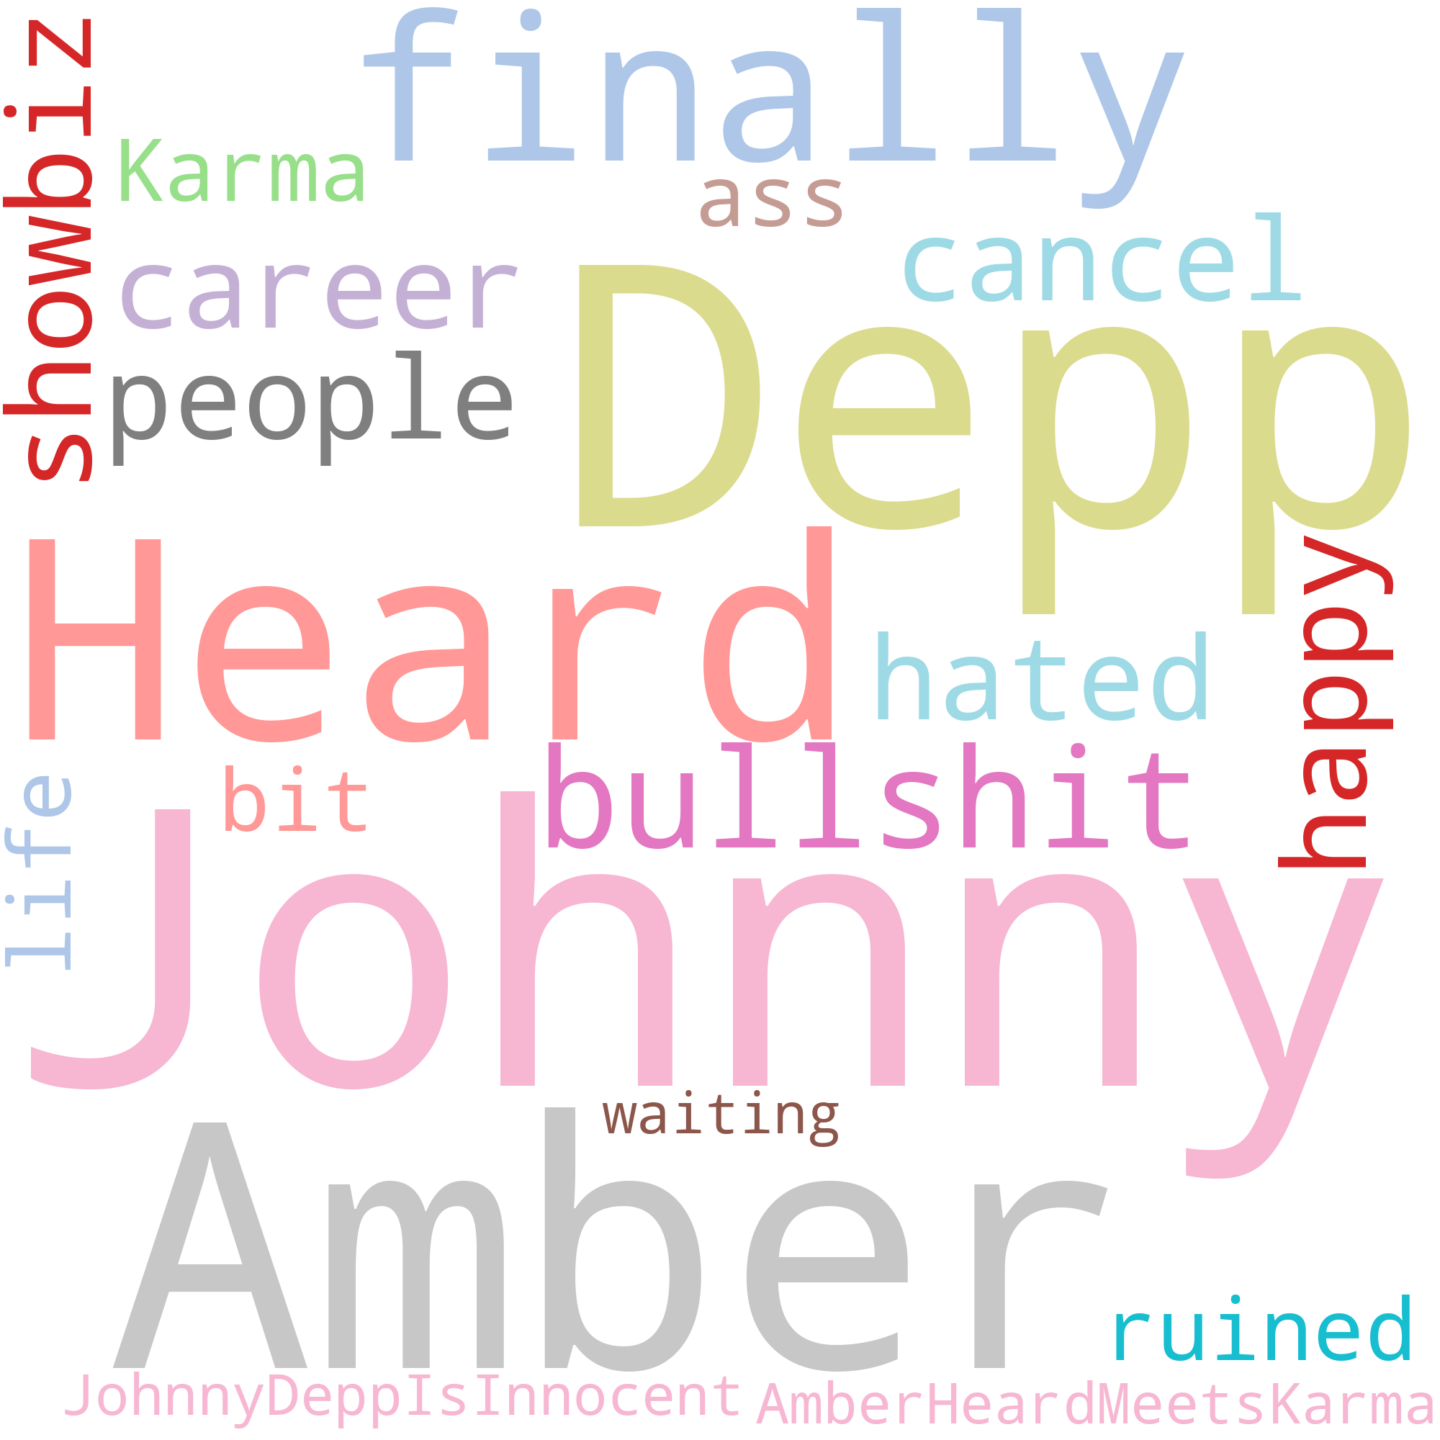 finally
showbiz
Karma
ass
cancel
career
Depp
people
Heard
happy
hated
bullshit
bit
life
Johnny
waiting
Amber
ruined
JohnnyDeppIsInnocent
AmberHeardMeetsKarma